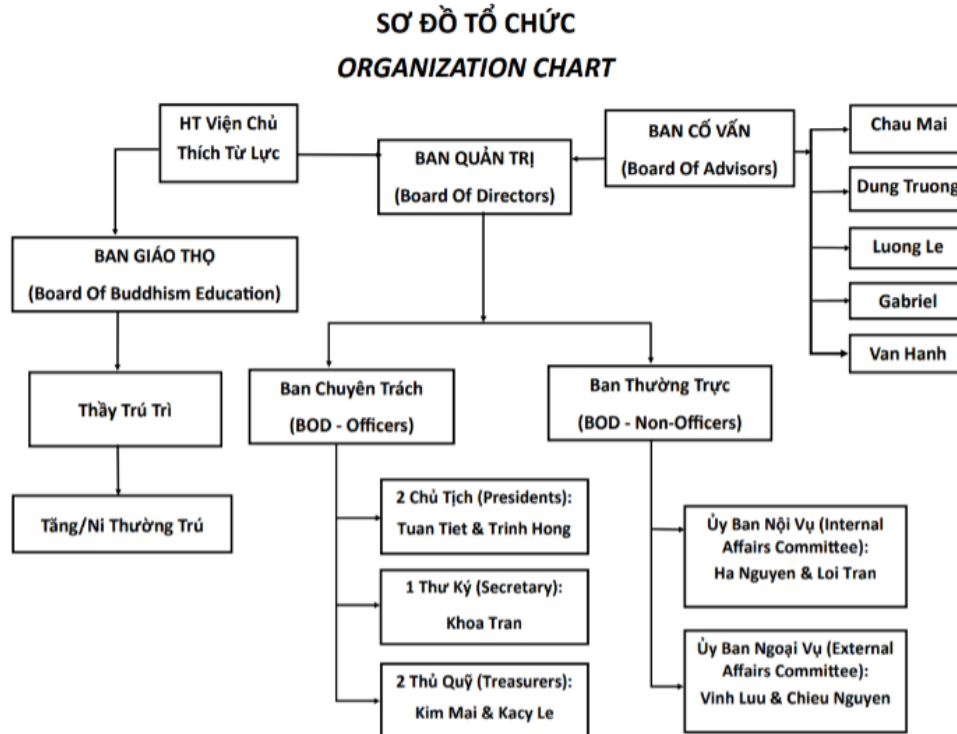 SƠ ĐỒ TỔ CHỨC
ORGANIZATION CHART
HT Viện Chủ
Thích Từ Lực
BAN QUẢN TRỊ
(Board Of Directors)
BAN CỐ VẤN
(Board Of Advisors)
Chau Mai
Dung Truong
Luong Le
Gabriel
Van Hanh
BAN GIÁO THỌ
(Board Of Buddhism Education)
Thầy Trú Trì
Tăng/Ni Thường Trú
Ban Chuyên Trách
(BOD - Officers)
2 Chủ Tịch (Presidents):
Tuan Tiet & Trinh Hong
1 Thư Ký (Secretary):
Khoa Tran
2 Thủ Quỹ (Treasurers):
Kim Mai & Kacy Le
Ban Thường Trực
(BOD - Non-Officers)
Ủy Ban Nội Vụ (Internal
Affairs Committee):
Ha Nguyen & Loi Tran
Ủy Ban Ngoại Vụ (External
Affairs Committee):
Vinh Luu & Chieu Nguyen